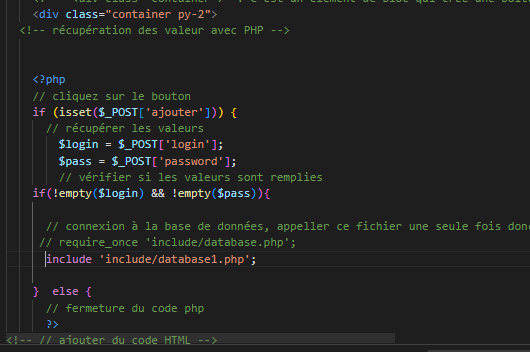 <div class="container py-2">
<!-- récupération des valeur avec PHP -->
<?php
// cliquez sur le bouton
if (isset($_POST['ajouter'])) {
// récupérer les valeurs
$login = $_POST['login'];
$pass = $_POST['password'];
// vérifier si les valeurs sont remplies
if(!empty($login) && !empty($pass)){
// connexion à la base de données, appeller ce fichier une seule fois donc
// require_once 'include/database.php';
include 'include/database1.php';
} else {
// fermeture du code php
?>
<!-- // ajouter du code HTML -->